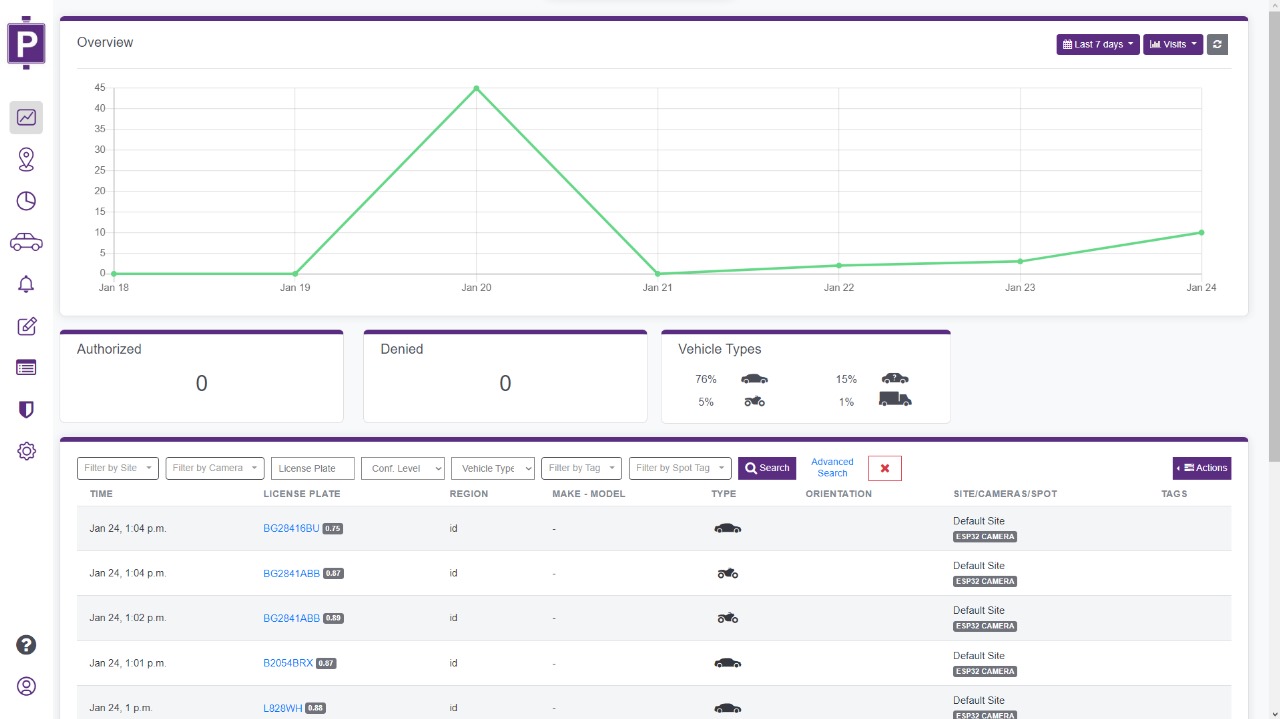 P
Overview
Last 7 days
Visits
45
40
35
30
25
20
15
10
5
0
Jan 18 Jan 19 Jan 20 Jan 21 Jan 22 Jan 23 Jan 24
Authorized
0
Denied
0
Vehicle Types
76% 15% ?
5% 1%
Filter by Site Filter by Camera License Plate Conf. Level Vehicle Type Filter by Tag Filter by Spot Tag Search Advanced Search Actions
TIME LICENSE PLATE REGION MAKE - MODEL TYPE ORIENTATION SITE/CAMERAS/SPOT TAGS
Jan 24, 1:04 p.m. BG28416BU 0.75 id - Default Site
ESP32 CAMERA
Jan 24, 1:04 p.m. BG2841ABB 0.87 id - Default Site
ESP32 CAMERA
Jan 24, 1:02 p.m. BG2841ABB 0.89 id - Default Site
ESP32 CAMERA
Jan 24, 1:01 p.m. B2054BRX 0.87 id - Default Site
ESP32 CAMERA
Jan 24, 1 p.m. L828WH 0.88 id - Default Site
ESP32 CAMERA
?